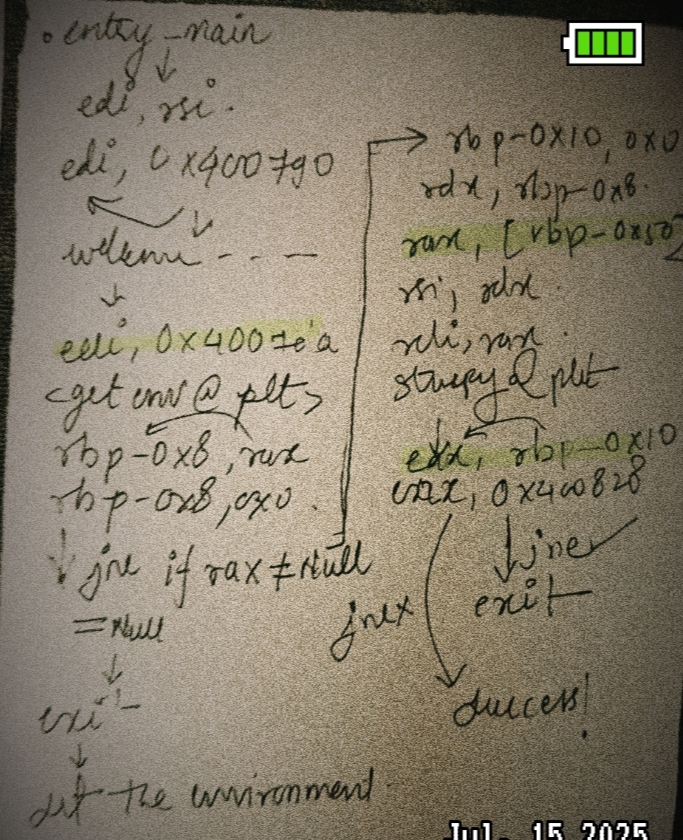 . entry_main
edi, rsi.
edi, 0x400790
welcome - - -
edi, 0x4007ea
<getenv@plt>
rbp-0x8, rax
rbp-0x8, 0x0.
jne if rax ≠ Null
= Null
exit
set the environment
rbp-0x10, 0x0
rdx, rbp-0x8.
rax, [rbp-0x50
rsi, rdx.
rdi, rax.
strcpy@plt
rbp-0x10
eax, 0x400828
jne
exit
jne x
success!
Jul. 15 2025